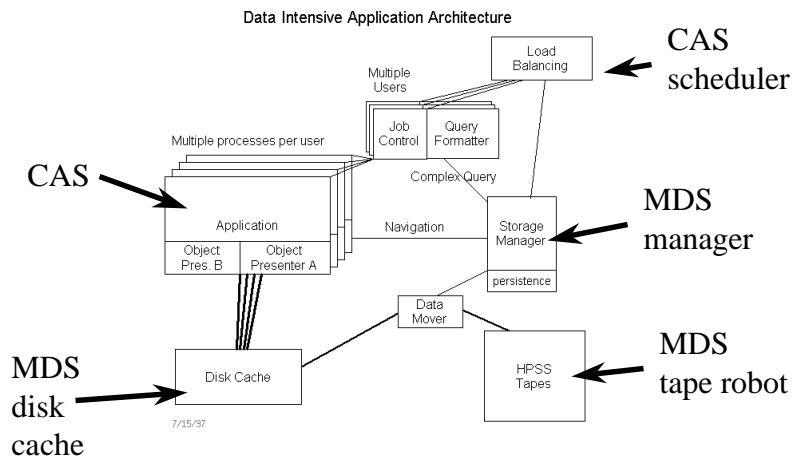 Data Intensive Application Architecture
Load
Balancing
CAS
scheduler
Multiple
Users
Job
Control
Query
Formatter
Multiple processes per user
Complex Query
CAS
Application
Object
Pres. B
Object
Presenter A
Navigation
Storage
Manager
persistence
MDS
manager
Data
Mover
Disk Cache
HPSS
Tapes
MDS
tape robot
MDS
disk
cache
7/15/97